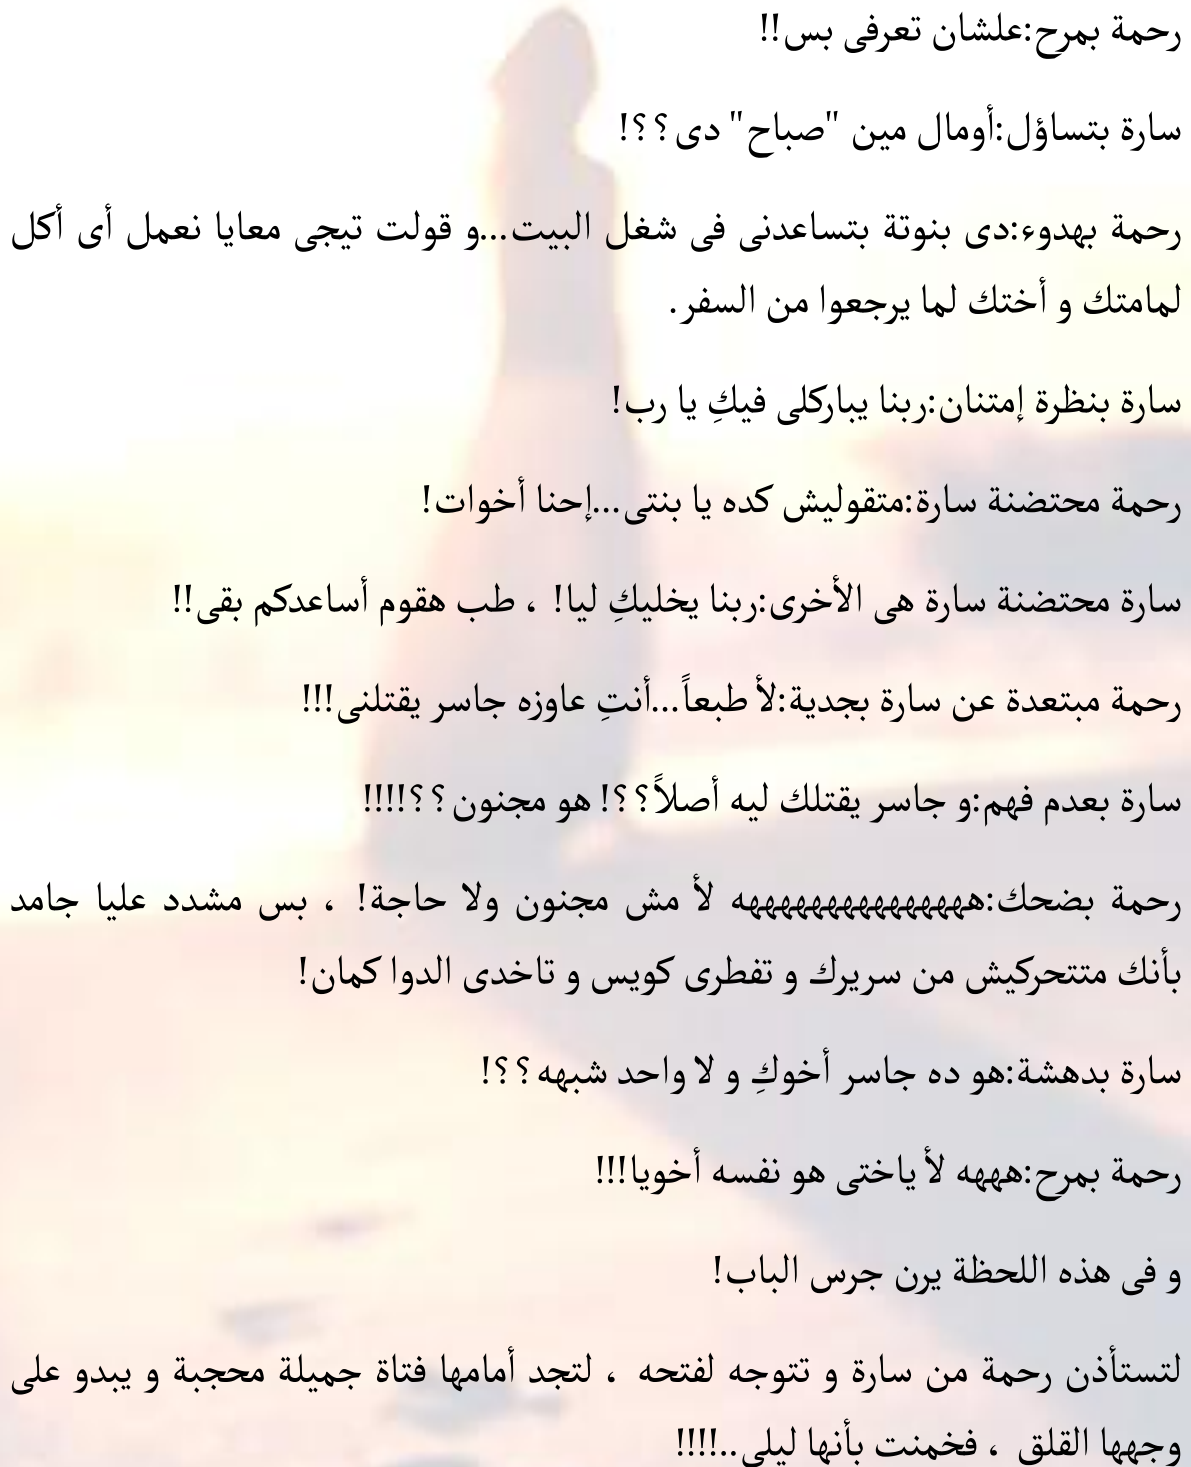 رحمة بمرح:علشان تعرفى بس!!
سارة بتساؤل:أومال مين "صباح" دى؟؟!
رحمة بهدوء:دى بنوتة بتساعدنى فى شغل البيت...و قولت تيجى معايا نعمل أى أكل
لمامتك و أختك لما يرجعوا من السفر.
سارة بنظرة إمتنان:ربنا يباركلى فيكِ يا رب!
رحمة محتضنة سارة:متقوليش كده يا بنتى...إحنا أخوات!
سارة محتضنة سارة هى الأخرى:ربنا يخليكِ ليا! ، طب هقوم أساعدكم بقى!!
رحمة مبتعدة عن سارة بجدية:لأ طبعاً...أنتِ عاوزه جاسر يقتلنى!!!
سارة بعدم فهم:و جاسر يقتلك ليه أصلاً؟؟! هو مجنون؟؟!!!!
رحمة بضحك:هههههههههههههههه لأ مش مجنون ولا حاجة! ، بس مشدد عليا جامد
بأنك متتحركيش من سريرك و تفطرى كويس و تاخدى الدوا كمان!
سارة بدهشة:هو ده جاسر أخوكِ و لا واحد شبهه؟؟!
رحمة بمرح:هههه لأ ياختى هو نفسه أخويا!!!
و فى هذه اللحظة يرن جرس الباب!
لتستأذن رحمة من سارة و تتوجه لفتحه ، لتجد أمامها فتاة جميلة محجبة و يبدو على
وجهها القلق ، فخمنت بأنها ليلى..!!!!